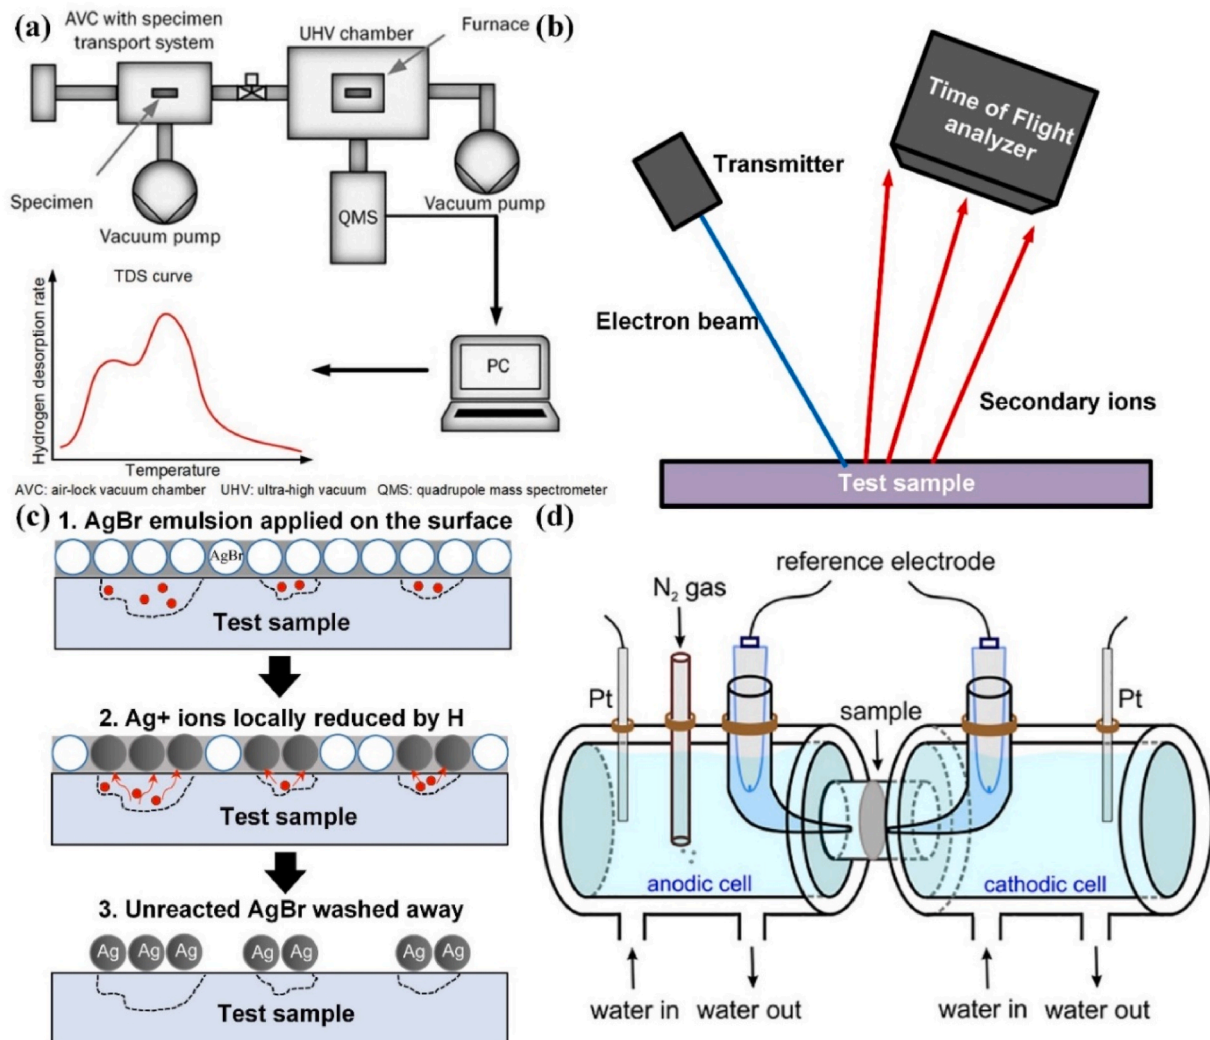 (a)
AVC with specimen
transport system
UHV chamber
Furnace
Specimen
Vacuum pump
QMS
Vacuum pump
TDS curve
Hydrogen desorption rate
Temperature
PC
AVC: air-lock vacuum chamber UHV: ultra-high vacuum QMS: quadrupole mass spectrometer
(b)
Time of Flight
analyzer
Transmitter
Electron beam
Secondary ions
Test sample
(c)
1. AgBr emulsion applied on the surface
AgBr
Test sample
2. Ag+ ions locally reduced by H
Test sample
3. Unreacted AgBr washed away
Ag Ag Ag Ag Ag Ag Ag
Test sample
(d)
reference electrode
N₂ gas
Pt
sample
Pt
anodic cell
cathodic cell
water in
water out
water in
water out